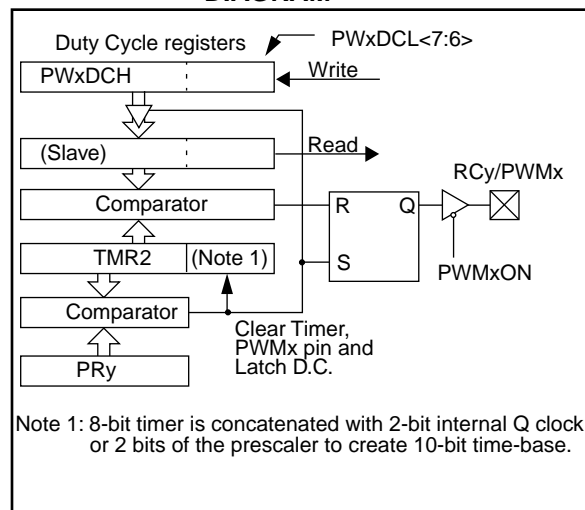 DIAGRAM
Duty Cycle registers
PWxDCL<7:6>
PWxDCH
Write
(Slave)
Read
RCy/PWMx
Comparator
R
Q
TMR2
(Note 1)
S
PWMxON
Comparator
Clear Timer,
PWMx pin and
Latch D.C.
PRy
Note 1: 8-bit timer is concatenated with 2-bit internal Q clock
or 2 bits of the prescaler to create 10-bit time-base.